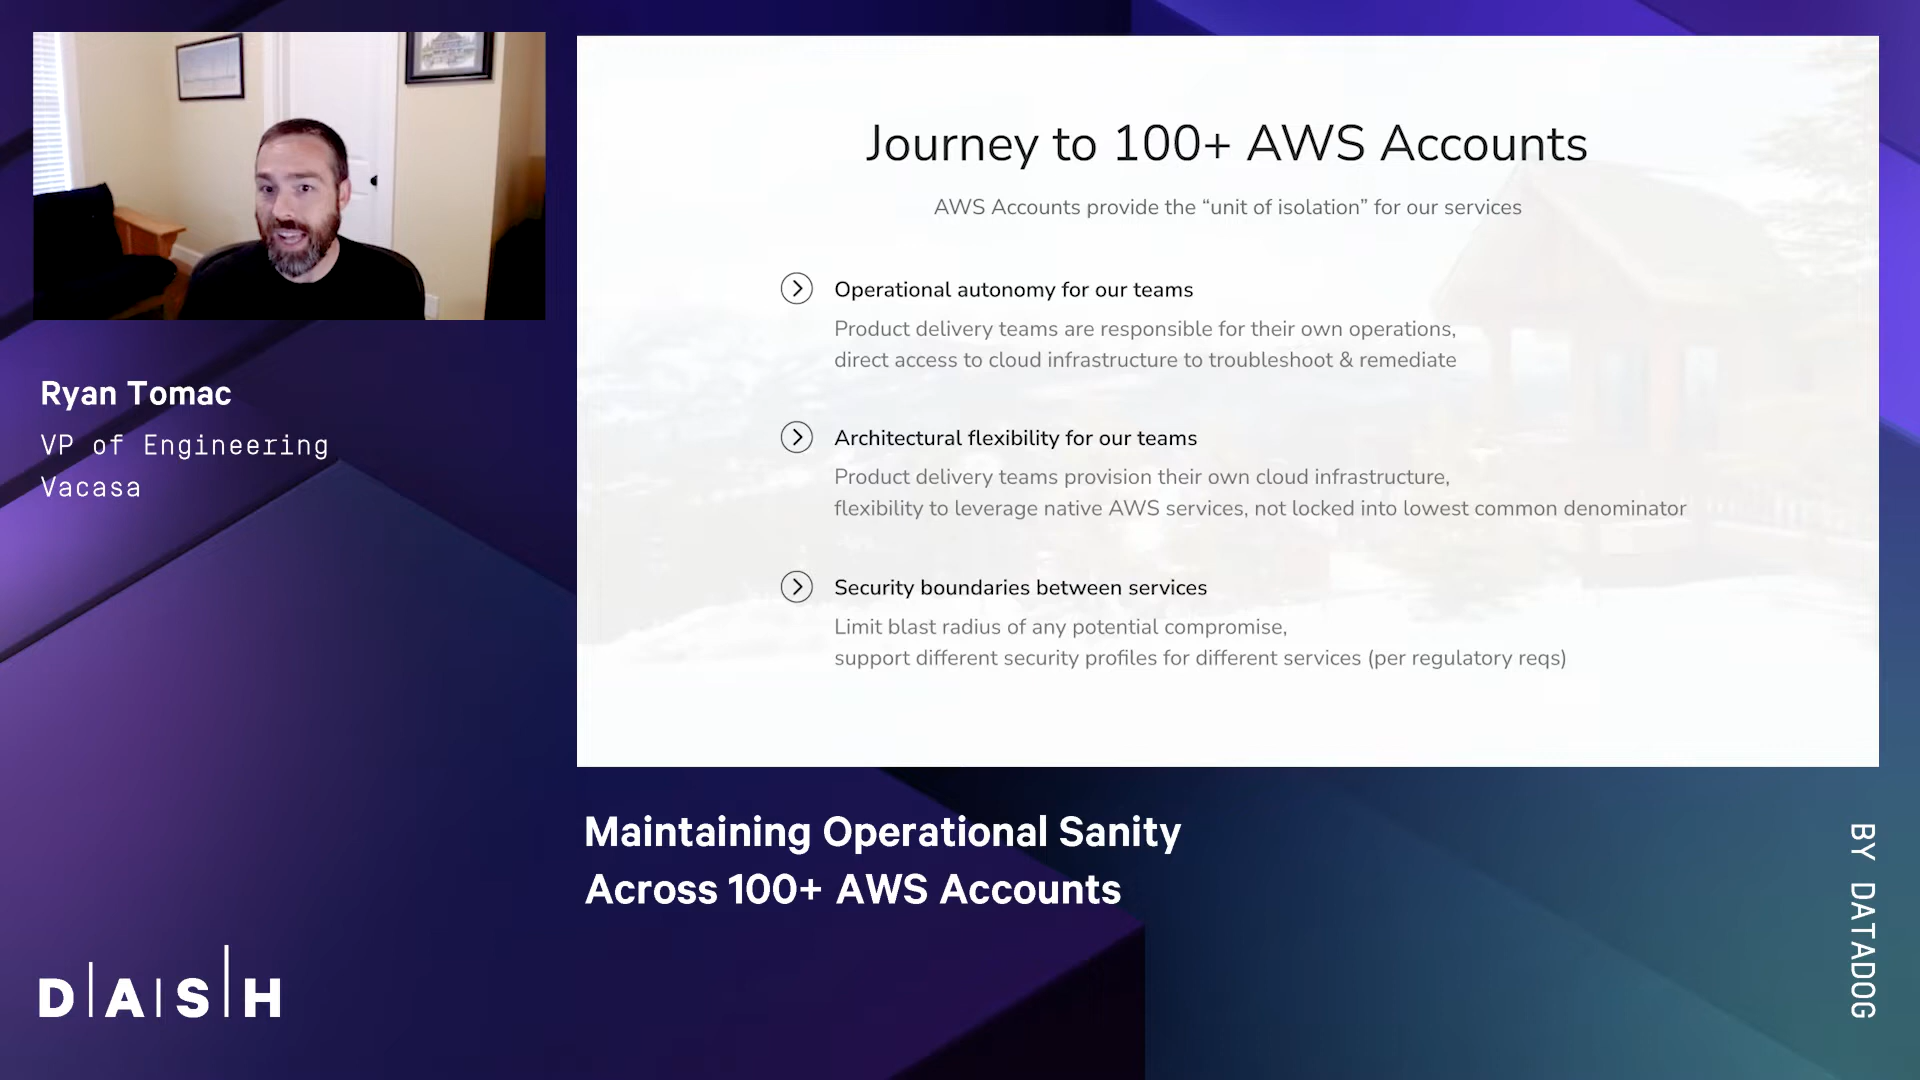 Ryan Tomac
VP of Engineering
Vacasa
Journey to 100+ AWS Accounts
AWS Accounts provide the “unit of isolation” for our services
Operational autonomy for our teams
Product delivery teams are responsible for their own operations,
direct access to cloud infrastructure to troubleshoot & remediate
Architectural flexibility for our teams
Product delivery teams provision their own cloud infrastructure,
flexibility to leverage native AWS services, not locked into lowest common denominator
Security boundaries between services
Limit blast radius of any potential compromise,
support different security profiles for different services (per regulatory reqs)
Maintaining Operational Sanity
Across 100+ AWS Accounts
D|A|S|H
BY DATADOG